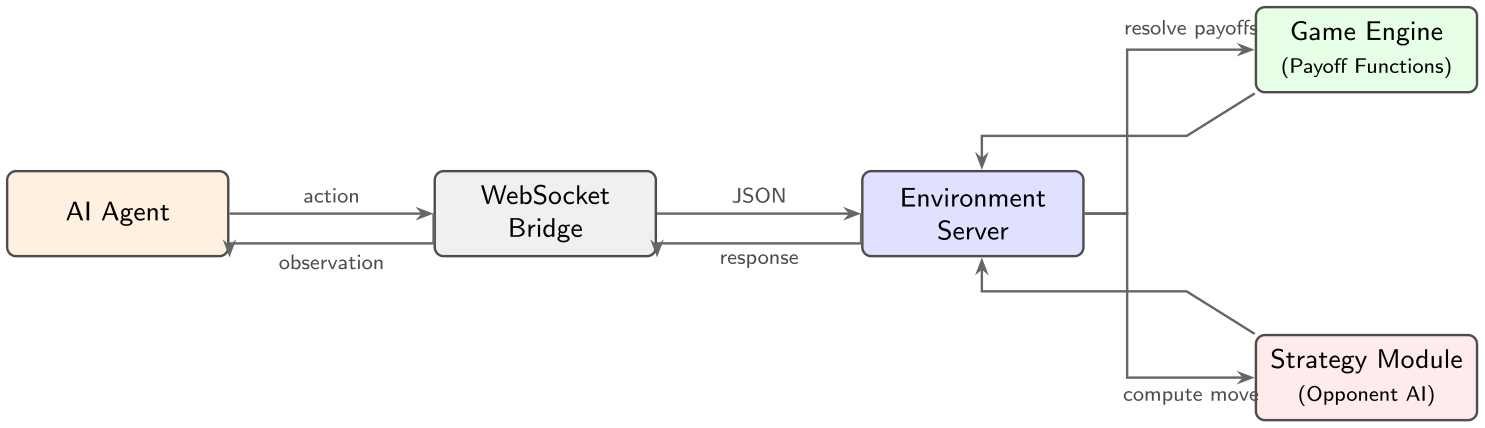 resolve payoffs
Game Engine
(Payoff Functions)
AI Agent
action
observation
WebSocket
Bridge
JSON
response
Environment
Server
Strategy Module
(Opponent AI)
compute move